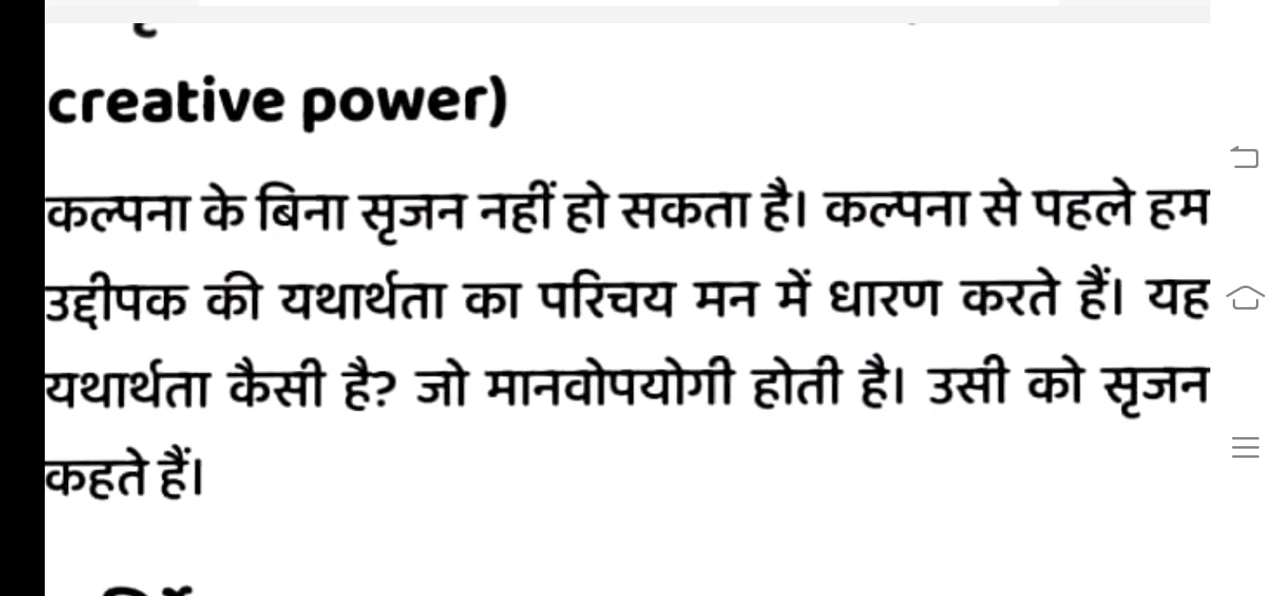 creative power)
कल्पना के बिना सृजन नहीं हो सकता है। कल्पना से पहले हम
उद्दीपक की यथार्थता का परिचय मन में धारण करते हैं। यह
यथार्थता कैसी है? जो मानवोपयोगी होती है। उसी को सृजन
कहते हैं।